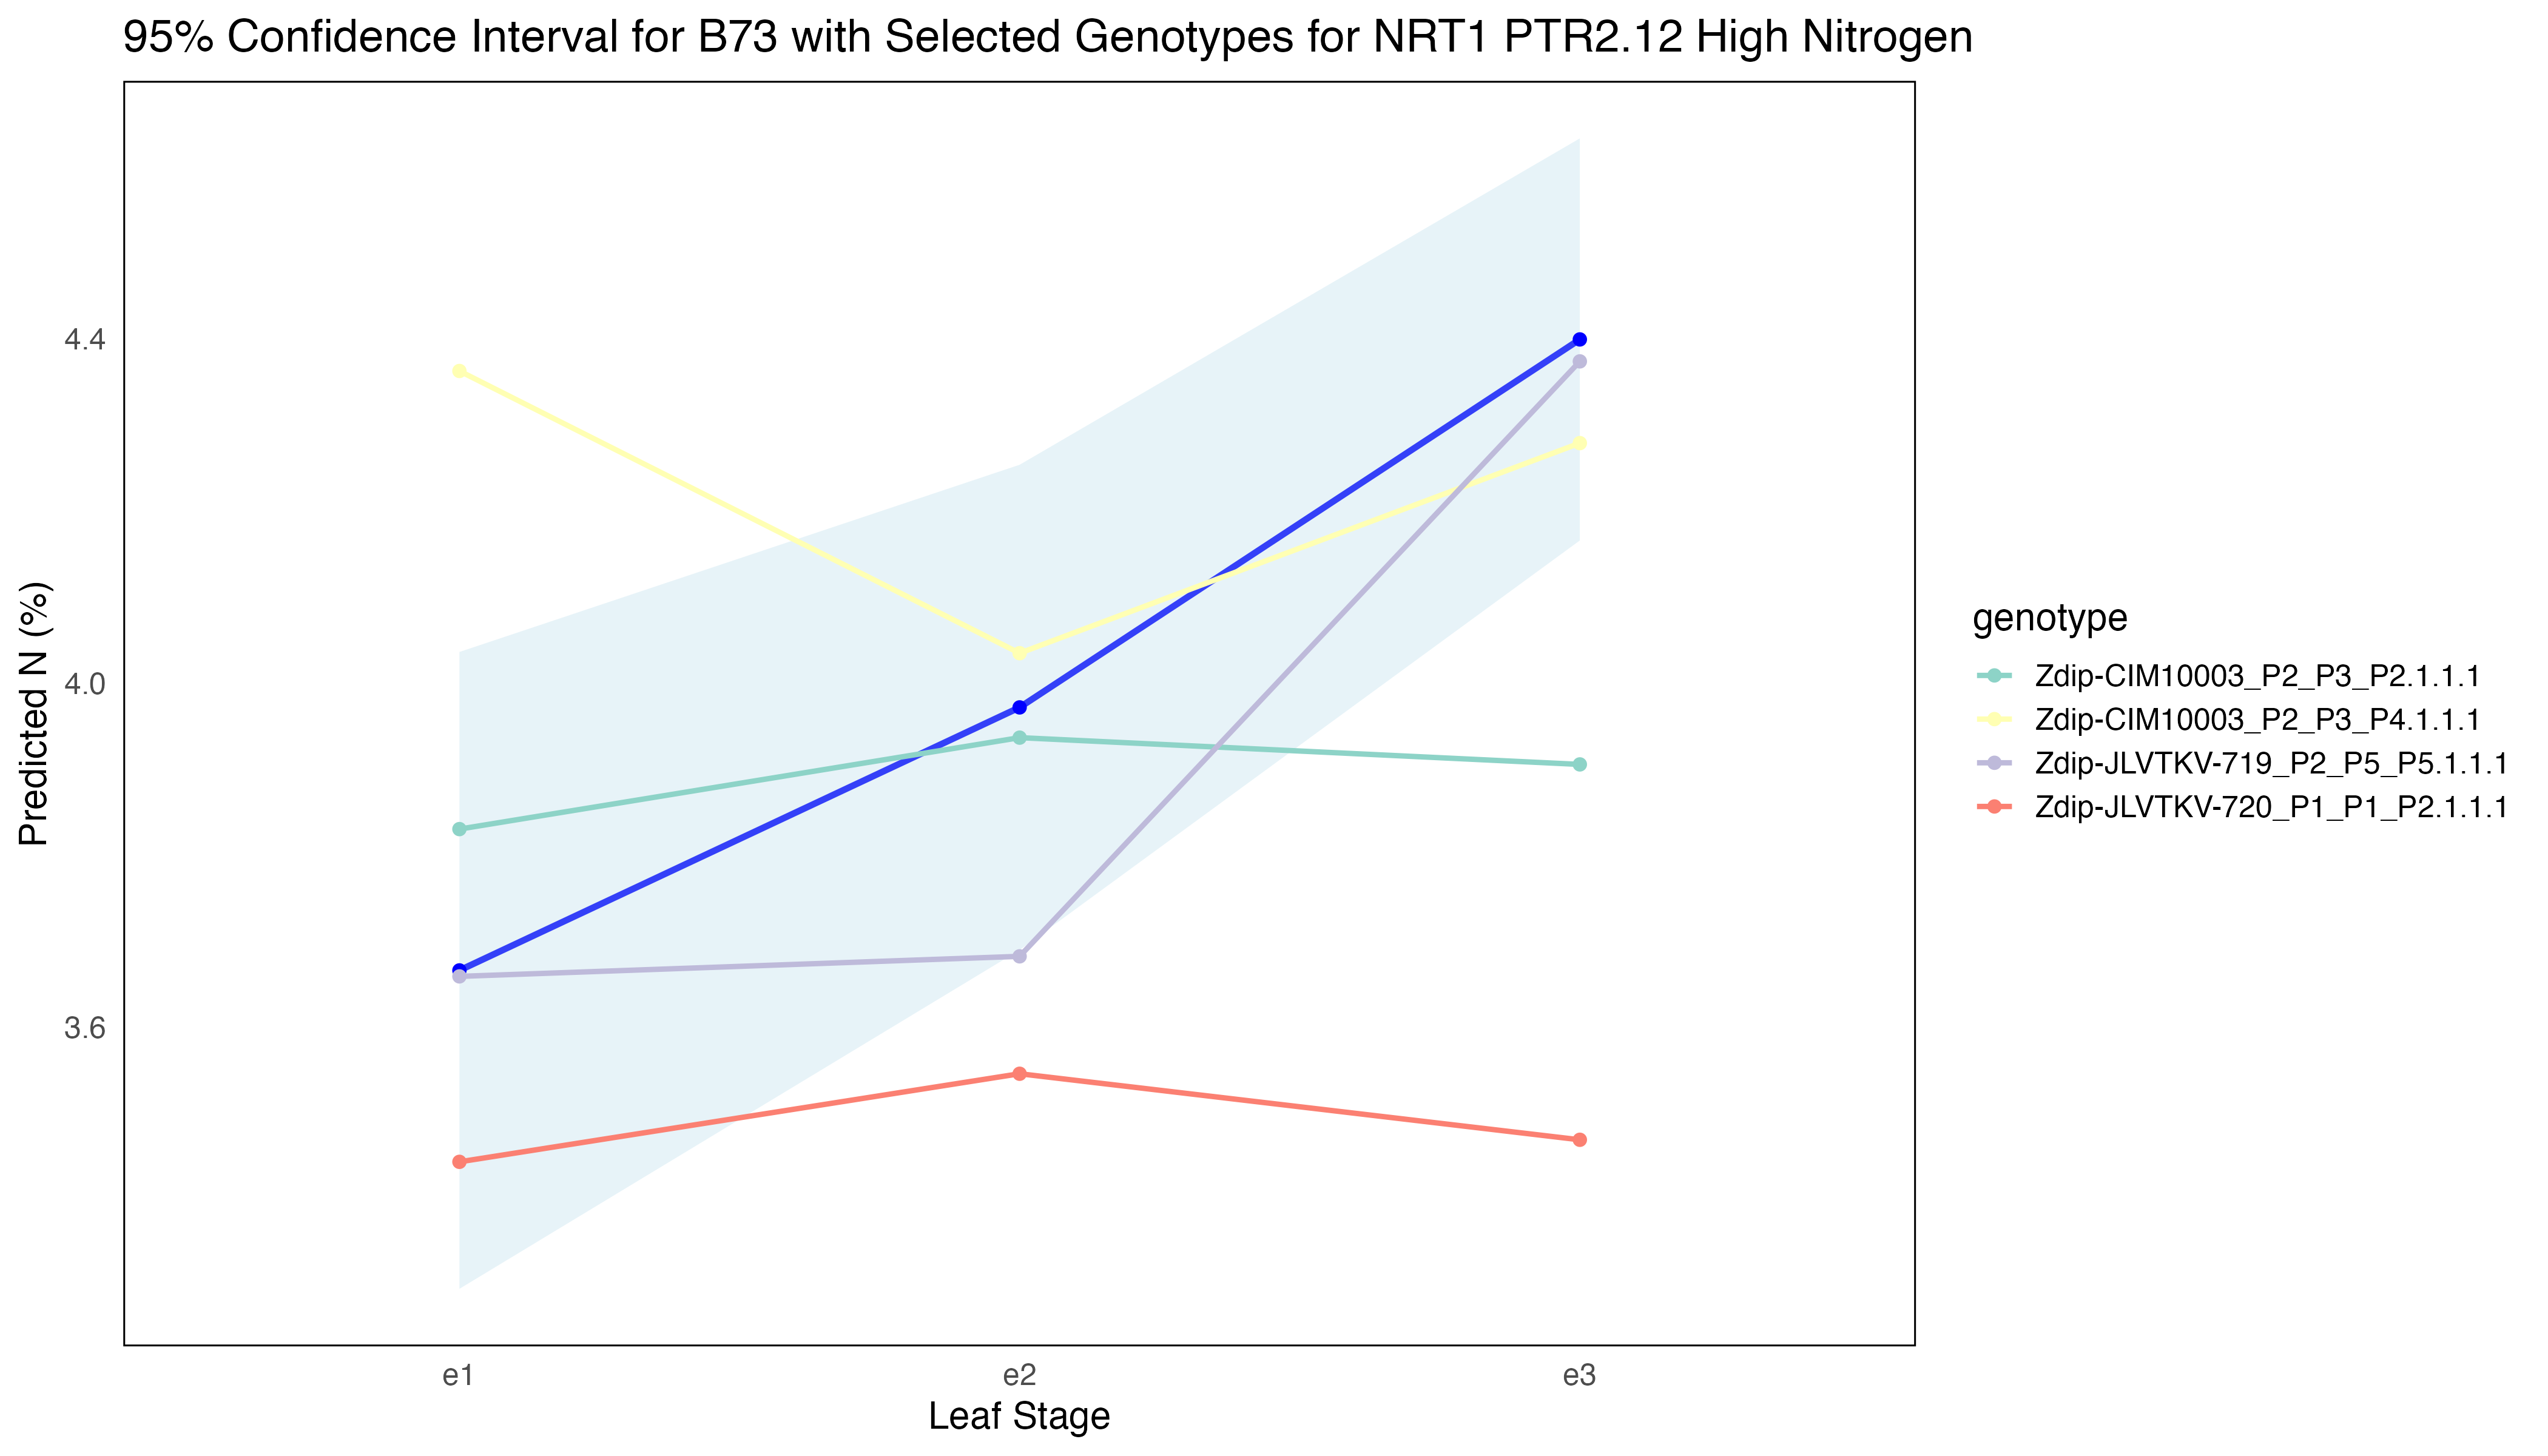 95% Confidence Interval for B73 with Selected Genotypes for NRT1 PTR2.12 High Nitrogen
4.4
4.0
3.6
Predicted N (%)
e1 e2 e3
Leaf Stage
genotype
Zdip-CIM10003_P2_P3_P2.1.1.1
Zdip-CIM10003_P2_P3_P4.1.1.1
Zdip-JLVTKV-719_P2_P5_P5.1.1.1
Zdip-JLVTKV-720_P1_P1_P2.1.1.1